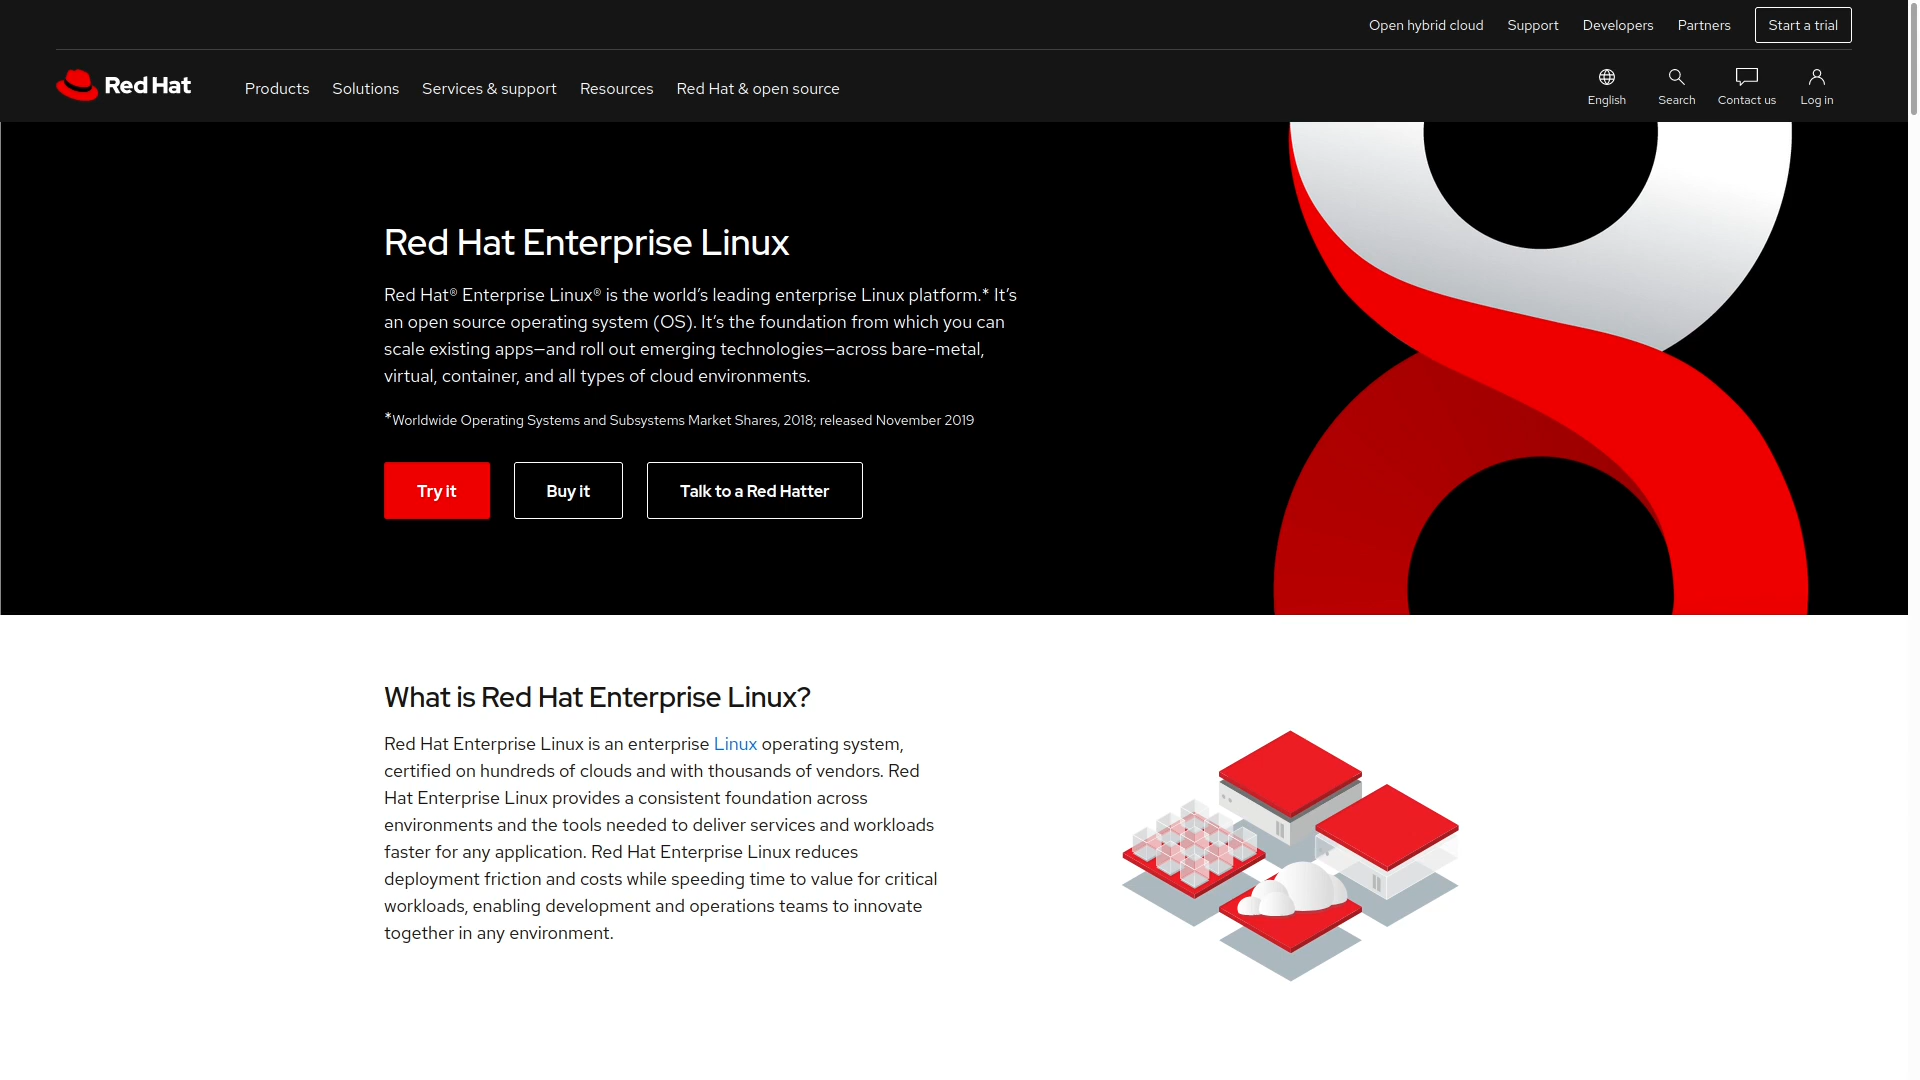 Open hybrid cloud
Support
Developers
Partners
Start a trial
Red Hat
Products
Solutions
Services & support
Resources
Red Hat & open source
English
Search
Contact us
Log in
Red Hat Enterprise Linux
Red Hat® Enterprise Linux® is the world’s leading enterprise Linux platform.* It’s
an open source operating system (OS). It’s the foundation from which you can
scale existing apps—and roll out emerging technologies—across bare-metal,
virtual, container, and all types of cloud environments.
*Worldwide Operating Systems and Subsystems Market Shares, 2018; released November 2019
Try it
Buy it
Talk to a Red Hatter
8
What is Red Hat Enterprise Linux?
Red Hat Enterprise Linux is an enterprise Linux operating system,
certified on hundreds of clouds and with thousands of vendors. Red
Hat Enterprise Linux provides a consistent foundation across
environments and the tools needed to deliver services and workloads
faster for any application. Red Hat Enterprise Linux reduces
deployment friction and costs while speeding time to value for critical
workloads, enabling development and operations teams to innovate
together in any environment.